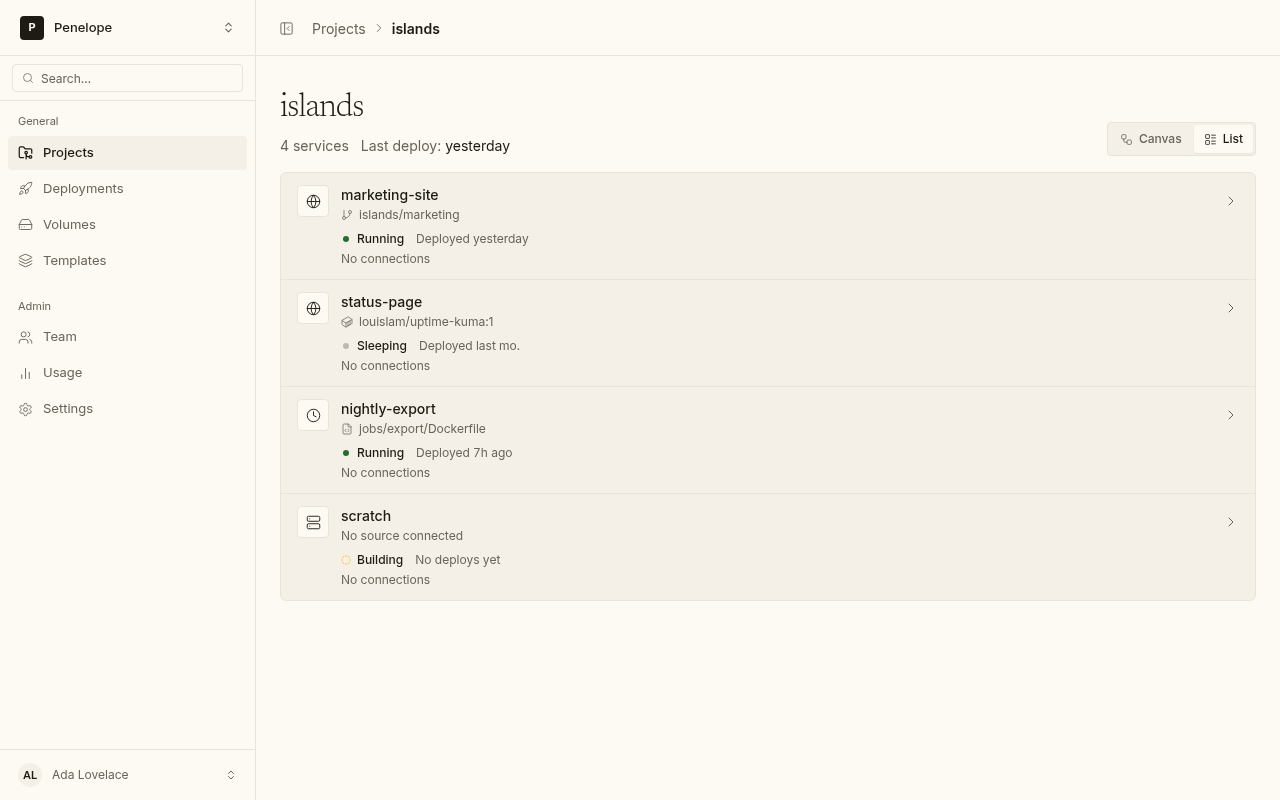 P Penelope
Search...
General
Projects
Deployments
Volumes
Templates
Admin
Team
Usage
Settings
AL Ada Lovelace
Projects islands
islands
4 services Last deploy: yesterday
Canvas List
marketing-site
islands/marketing
Running Deployed yesterday
No connections
status-page
louislam/uptime-kuma:1
Sleeping Deployed last mo.
No connections
nightly-export
jobs/export/Dockerfile
Running Deployed 7h ago
No connections
scratch
No source connected
Building No deploys yet
No connections